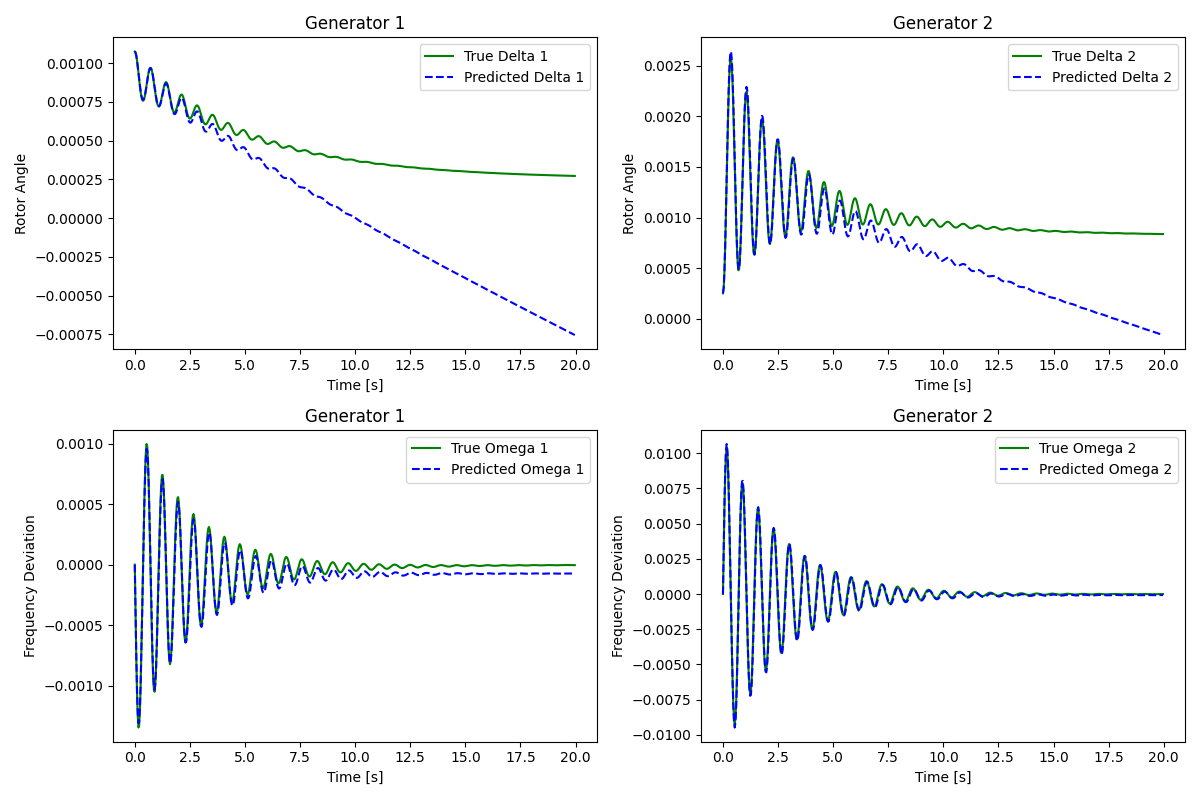 Generator 1
True Delta 1
Predicted Delta 1
0.00100
0.00075
0.00050
0.00025
0.00000
−0.00025
−0.00050
−0.00075
Rotor Angle
0.0 2.5 5.0 7.5 10.0 12.5 15.0 17.5 20.0
Time [s]
Generator 2
True Delta 2
Predicted Delta 2
0.0025
0.0020
0.0015
0.0010
0.0005
0.0000
Rotor Angle
0.0 2.5 5.0 7.5 10.0 12.5 15.0 17.5 20.0
Time [s]
Generator 1
True Omega 1
Predicted Omega 1
0.0010
0.0005
0.0000
−0.0005
−0.0010
Frequency Deviation
0.0 2.5 5.0 7.5 10.0 12.5 15.0 17.5 20.0
Time [s]
Generator 2
True Omega 2
Predicted Omega 2
0.0100
0.0075
0.0050
0.0025
0.0000
−0.0025
−0.0050
−0.0075
−0.0100
Frequency Deviation
0.0 2.5 5.0 7.5 10.0 12.5 15.0 17.5 20.0
Time [s]